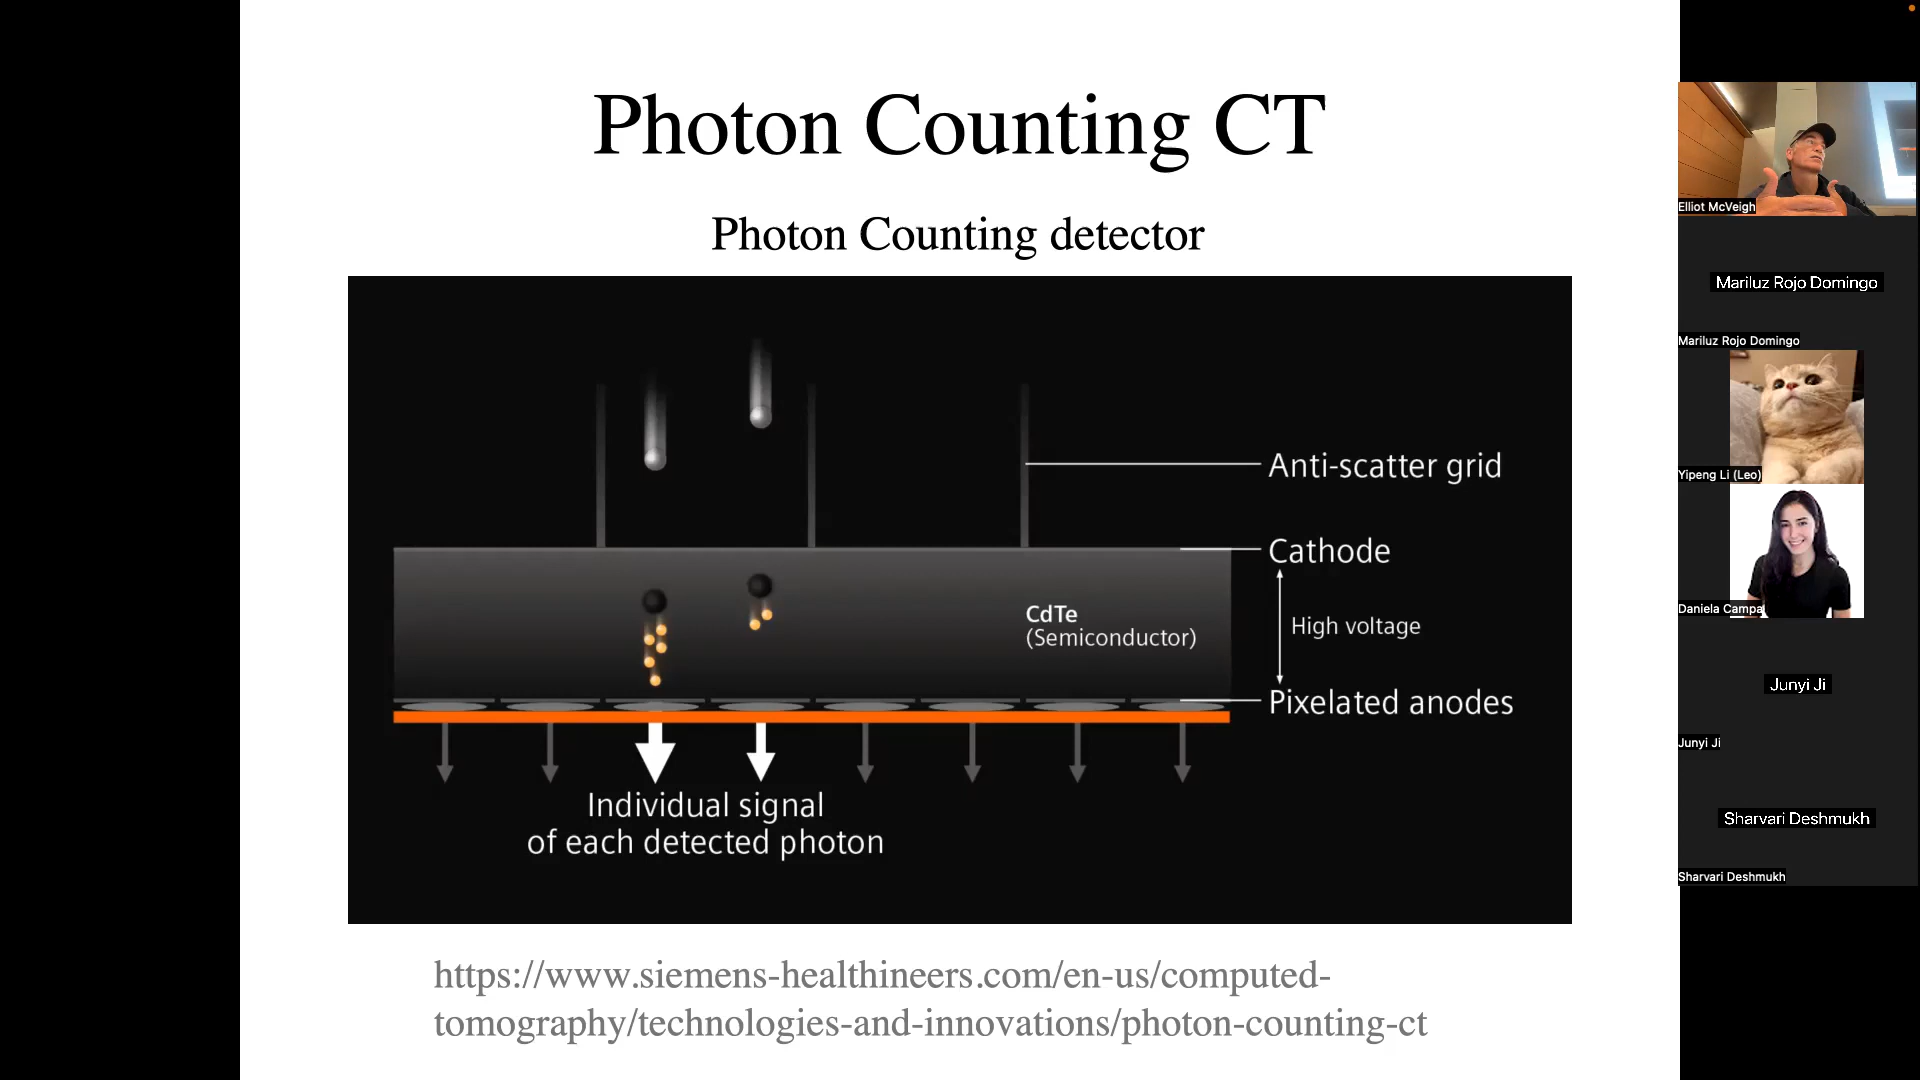 Photon Counting CT
Photon Counting detector
Anti-scatter grid
Cathode
CdTe
(Semiconductor)
High voltage
Pixelated anodes
Individual signal
of each detected photon
https://www.siemens-healthineers.com/en-us/computed-
tomography/technologies-and-innovations/photon-counting-ct
Elliot McVeigh
Mariluz Rojo Domingo
Mariluz Rojo Domingo
Yipeng Li (Leo)
Daniela Campa
Junyi Ji
Junyi Ji
Sharvari Deshmukh
Sharvari Deshmukh